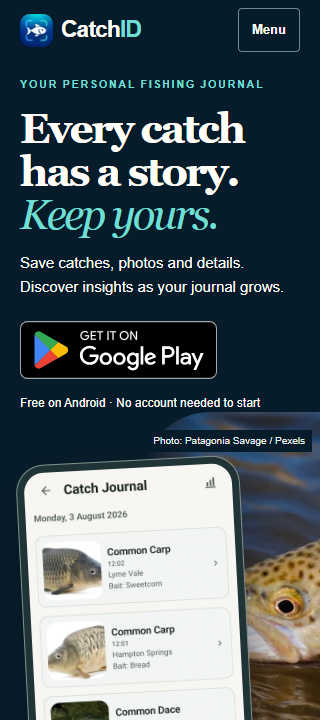 CatchID
Menu
YOUR PERSONAL FISHING JOURNAL
Every catch
has a story.
Keep yours.
Save catches, photos and details.
Discover insights as your journal grows.
GET IT ON
Google Play
Free on Android · No account needed to start
Photo: Patagonia Savage / Pexels
Catch Journal
Monday, 3 August 2026
Common Carp
12:02
Lyme Vale
Bait: Sweetcorn
Common Carp
12:01
Hampton Springs
Bait: Bread
Common Dace